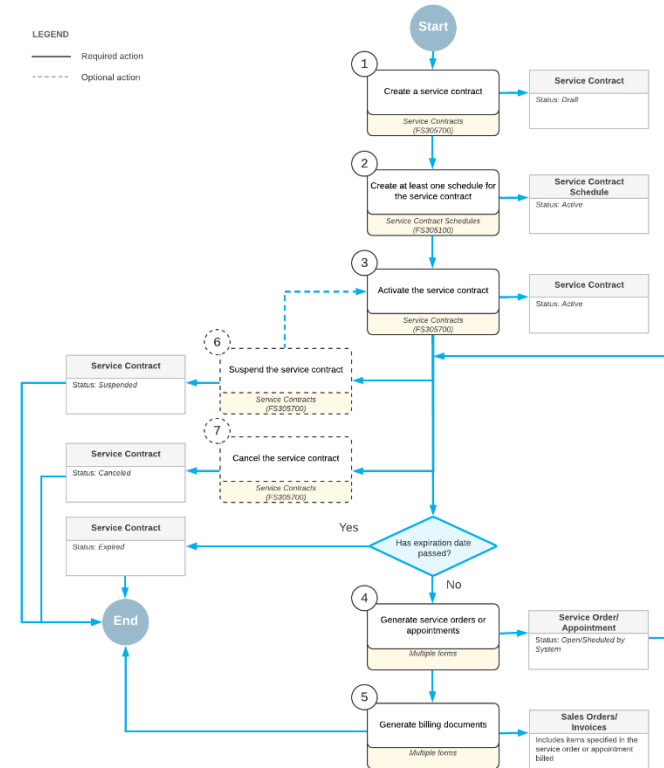 Start
LEGEND
Required action
Optional action
1
Create a service contract
Service Contracts
(FS305700)
Service Contract
Status: Draft
2
Create at least one schedule for
the service contract
Service Contract Schedules
(FS305100)
Service Contract
Schedule
Status: Active
3
Activate the service contract
Service Contracts
(FS305700)
Service Contract
Status: Active
6
Suspend the service contract
Service Contracts
(FS305700)
Service Contract
Status: Suspended
7
Cancel the service contract
Service Contracts
(FS305700)
Service Contract
Status: Canceled
Service Contract
Status: Expired
Yes
Has expiration date
passed?
No
End
4
Generate service orders or
appointments
Multiple forms
Service Order/
Appointment
Status: Open/Sheduled by
System
5
Generate billing documents
Multiple forms
Sales Orders/
Invoices
Includes items specified in the
service order or appointment
billed